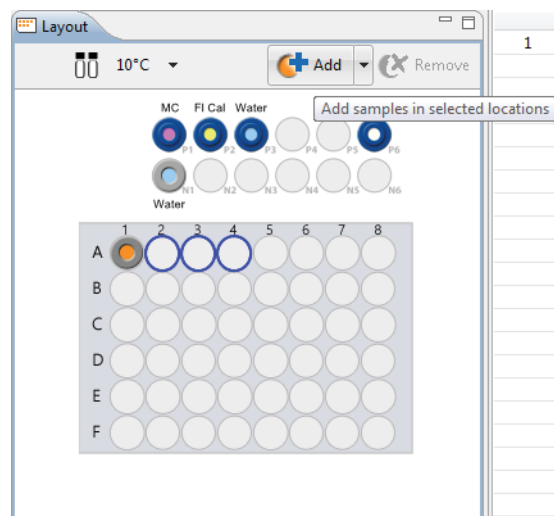 Layout
1
10°C Add Remove
Add samples in selected locations
MC FI Cal Water
P1 P2 P3 P4 P5 P6
N1 N2 N3 N4 N5 N6
Water
1 2 3 4 5 6 7 8
A
B
C
D
E
F